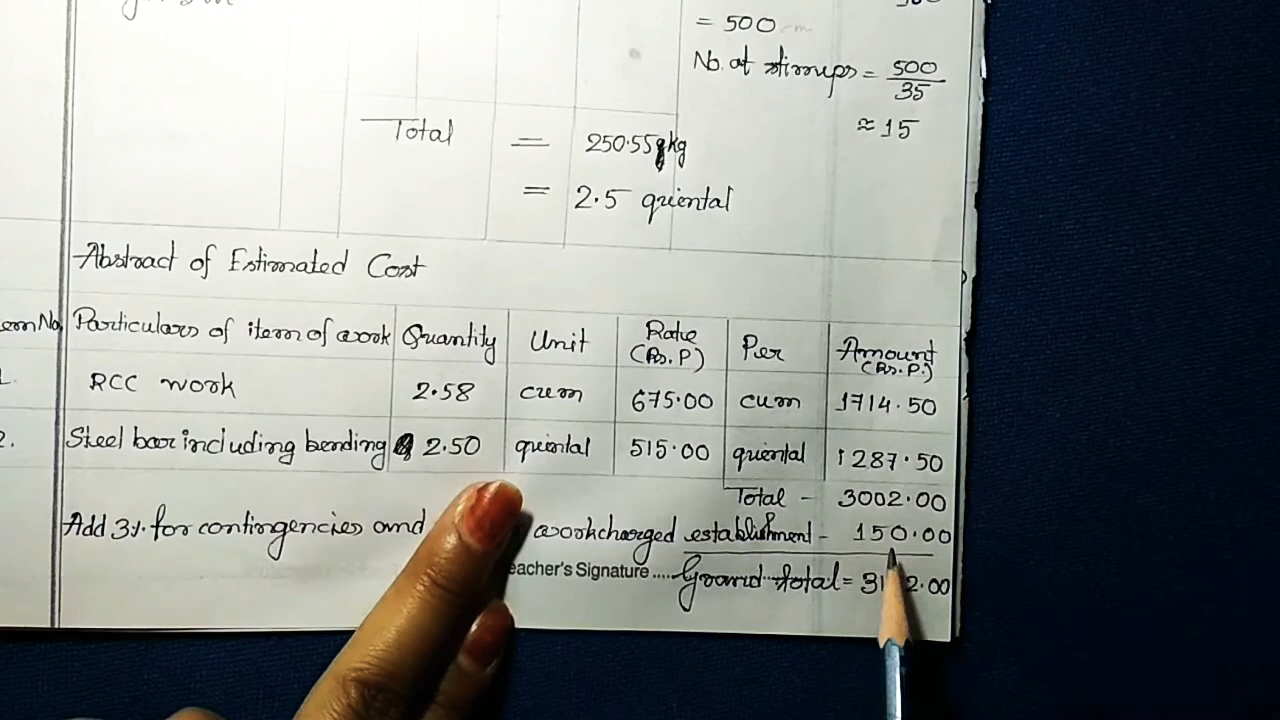 = 500
No. of stirrups = 500/35
≈ 15
Total = 250.55 kg
= 2.5 quintal
Abstract of Estimated Cost
Particulars of item of work Quantity Unit Rate (Rs. P) Per Amount (Rs. P.)
RCC work 2.58 cum 675.00 cum 1714.50
2. Steel bar including bending 2.50 quintal 515.00 quintal 1287.50
Total - 3002.00
Add 3% for contingencies and workcharged establishment - 150.00
Teacher's Signature ..... Grand total = 2.00